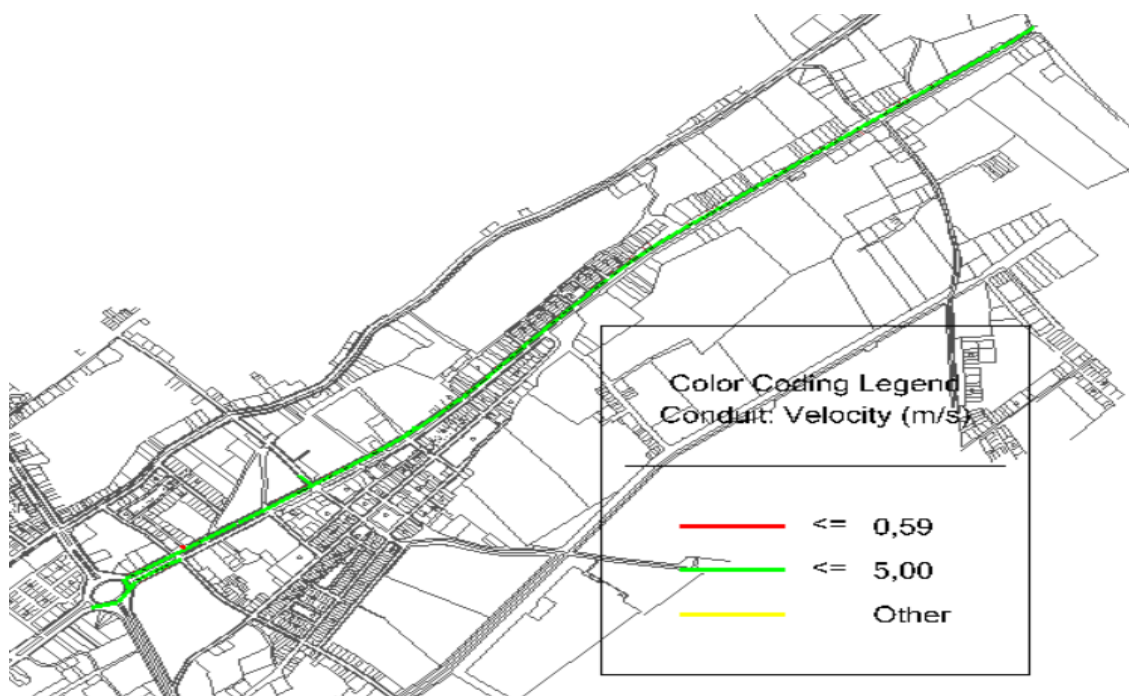 Color Coding Legend
Conduit: Velocity (m/s)
<= 0,59
<= 5,00
Other